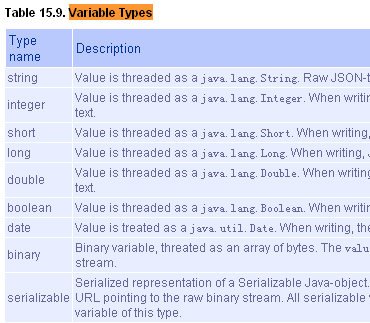 Table 15.9. Variable Types
Type name Description
string Value is threaded as a java.lang.String. Raw JSON-t
integer Value is threaded as a java.lang.Integer. When writin
text.
short Value is threaded as a java.lang.Short. When writing,
long Value is threaded as a java.lang.Long. When writing, J
double Value is threaded as a java.lang.Double. When writing
text.
boolean Value is threaded as a java.lang.Boolean. When writin
date Value is treated as a java.util.Date. When writing, the
binary Binary variable, threaded as an array of bytes. The valu
stream.
serializable Serialized representation of a Serializable Java-object.
URL pointing to the raw binary stream. All serializable v
variable of this type.